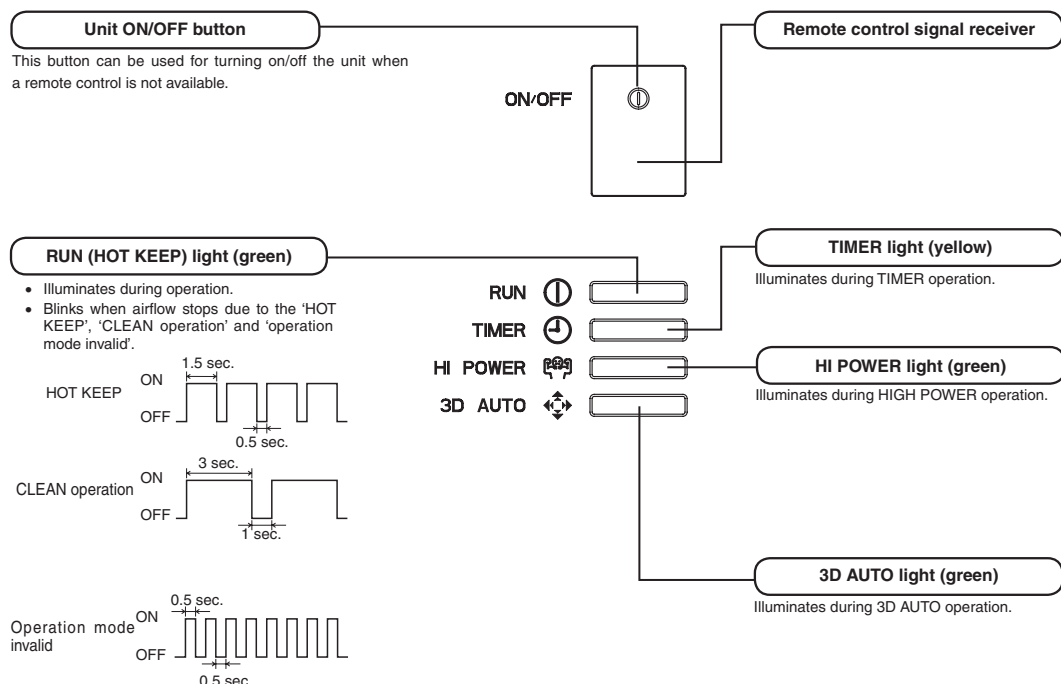 Unit ON/OFF button
This button can be used for turning on/off the unit when
a remote control is not available.
Remote control signal receiver
ON/OFF
RUN (HOT KEEP) light (green)
• Illuminates during operation.
• Blinks when airflow stops due to the ‘HOT
KEEP’, ‘CLEAN operation’ and ‘operation
mode invalid’.
1.5 sec.
HOT KEEP
ON
OFF
0.5 sec.
3 sec.
CLEAN operation
ON
OFF
1 sec.
0.5 sec.
Operation mode
invalid
ON
OFF
0.5 sec.
RUN
TIMER
HI POWER
3D AUTO
TIMER light (yellow)
Illuminates during TIMER operation.
HI POWER light (green)
Illuminates during HIGH POWER operation.
3D AUTO light (green)
Illuminates during 3D AUTO operation.